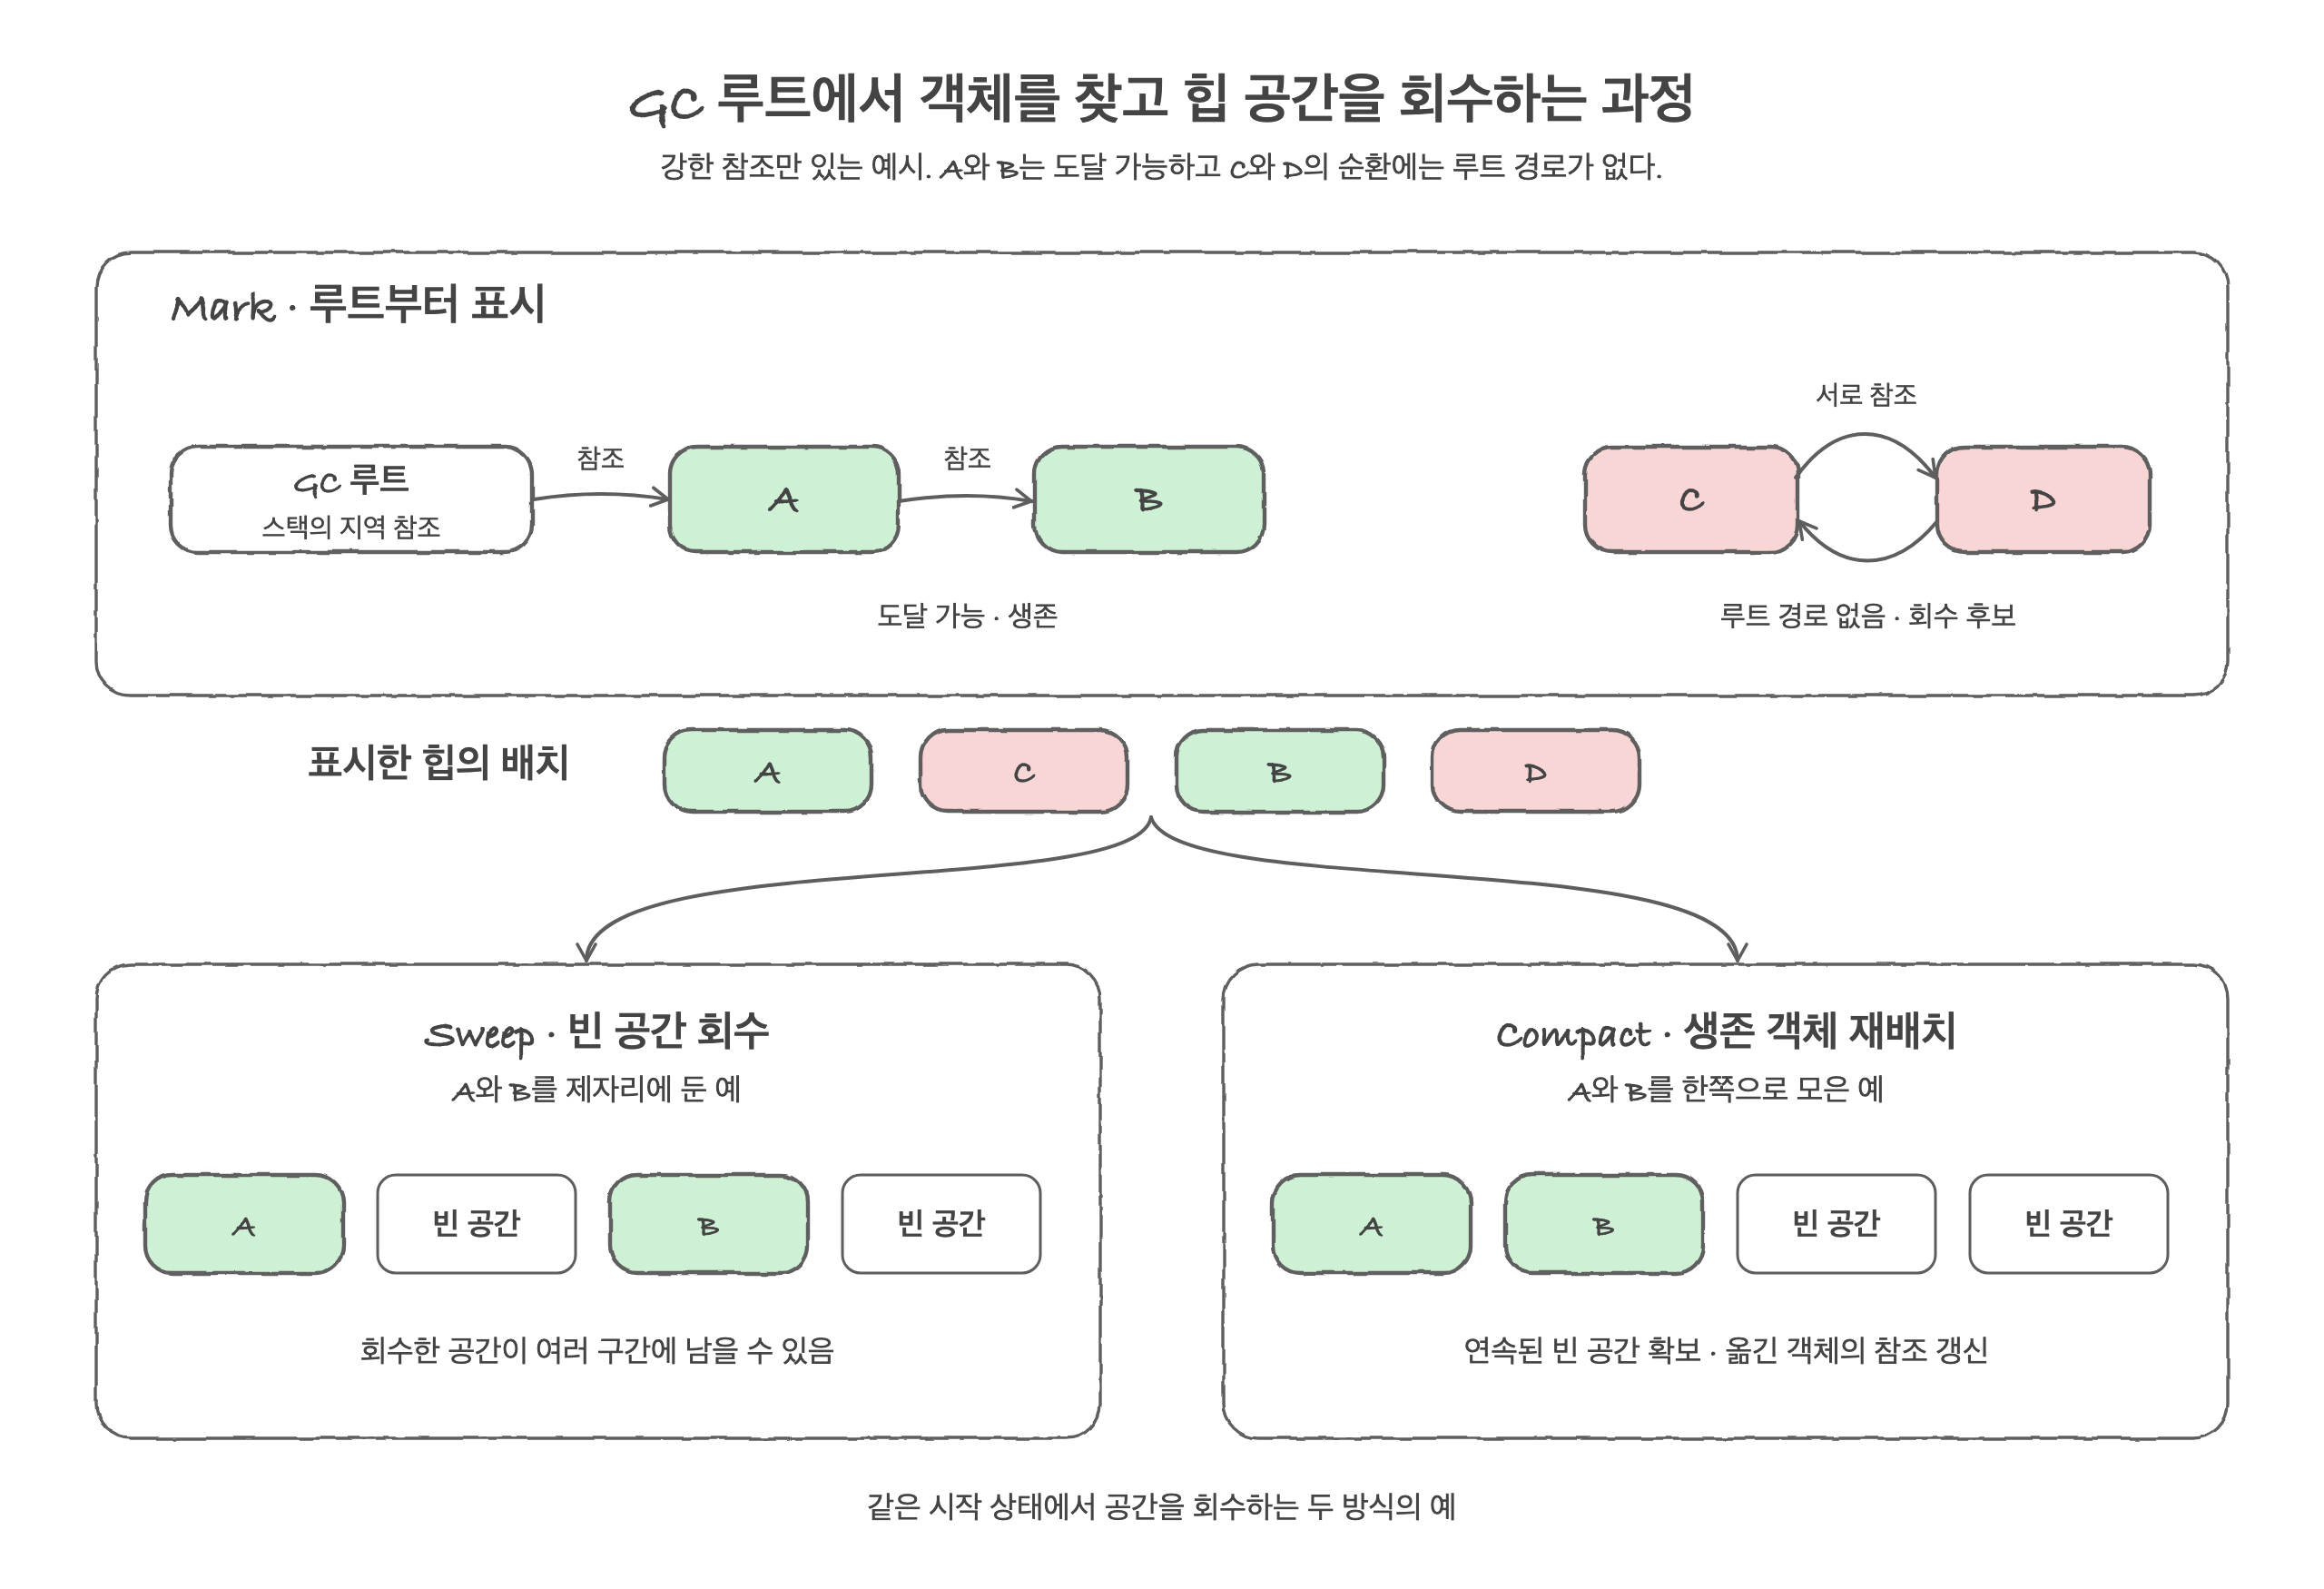 GC 루트에서 객체를 찾고 힙 공간을 회수하는 과정
강한 참조만 있는 예시. A와 B는 도달 가능하고 C와 D의 순환에는 루트 경로가 없다.
Mark · 루트부터 표시
서로 참조
참조
참조
GC 루트
스택의 지역 참조
A
B
C
D
도달 가능 · 생존
루트 경로 없음 · 회수 후보
표시한 힙의 배치
A
C
B
D
Sweep · 빈 공간 회수
A와 B를 제자리에 둔 예
A
빈 공간
B
빈 공간
회수한 공간이 여러 구간에 남을 수 있음
Compact · 생존 객체 재배치
A와 B를 한쪽으로 모은 예
A
B
빈 공간
빈 공간
연속된 빈 공간 확보 · 옮긴 객체의 참조 갱신
같은 시작 상태에서 공간을 회수하는 두 방식의 예